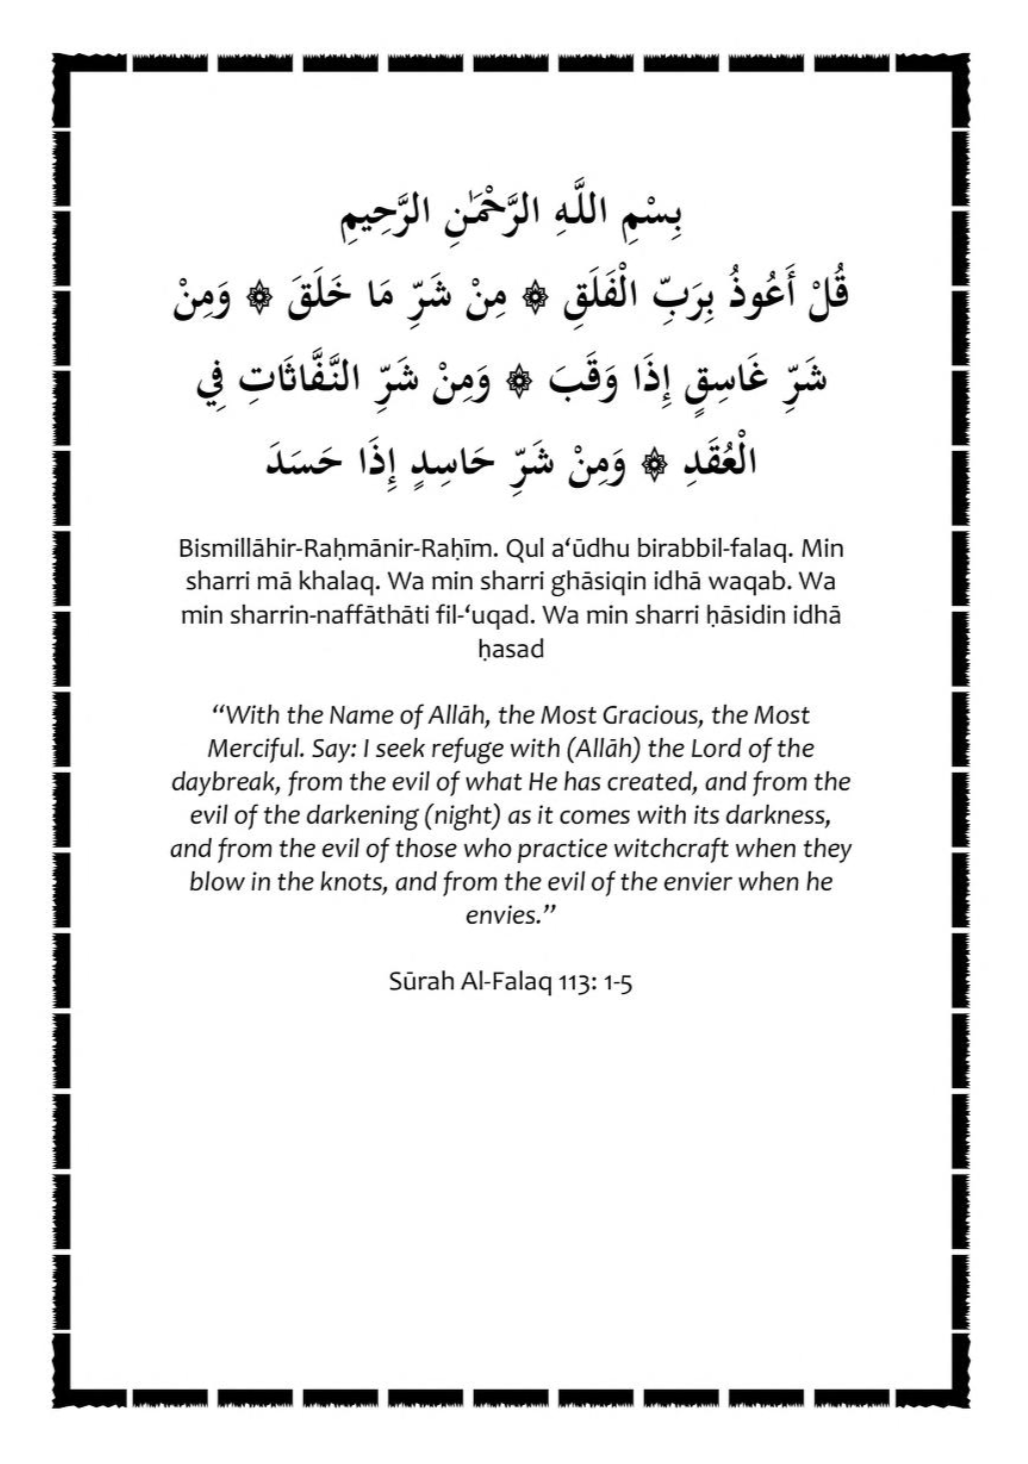 بِسْمِ اللَّهِ الرَّحْمَٰنِ الرَّحِيمِ
قُلْ أَعُوذُ بِرَبِّ الْفَلَقِ ۞ مِنْ شَرِّ مَا خَلَقَ ۞ وَمِنْ
شَرِّ غَاسِقٍ إِذَا وَقَبَ ۞ وَمِنْ شَرِّ النَّفَّاثَاتِ فِي
الْعُقَدِ ۞ وَمِنْ شَرِّ حَاسِدٍ إِذَا حَسَدَ
Bismillāhir-Raḥmānir-Raḥīm. Qul a‘ūdhu birabbil-falaq. Min
sharri mā khalaq. Wa min sharri ghāsiqin idhā waqab. Wa
min sharrin-naffāthāti fil-‘uqad. Wa min sharri ḥāsidin idhā
ḥasad
“With the Name of Allāh, the Most Gracious, the Most
Merciful. Say: I seek refuge with (Allāh) the Lord of the
daybreak, from the evil of what He has created, and from the
evil of the darkening (night) as it comes with its darkness,
and from the evil of those who practice witchcraft when they
blow in the knots, and from the evil of the envier when he
envies.”
Sūrah Al-Falaq 113: 1-5